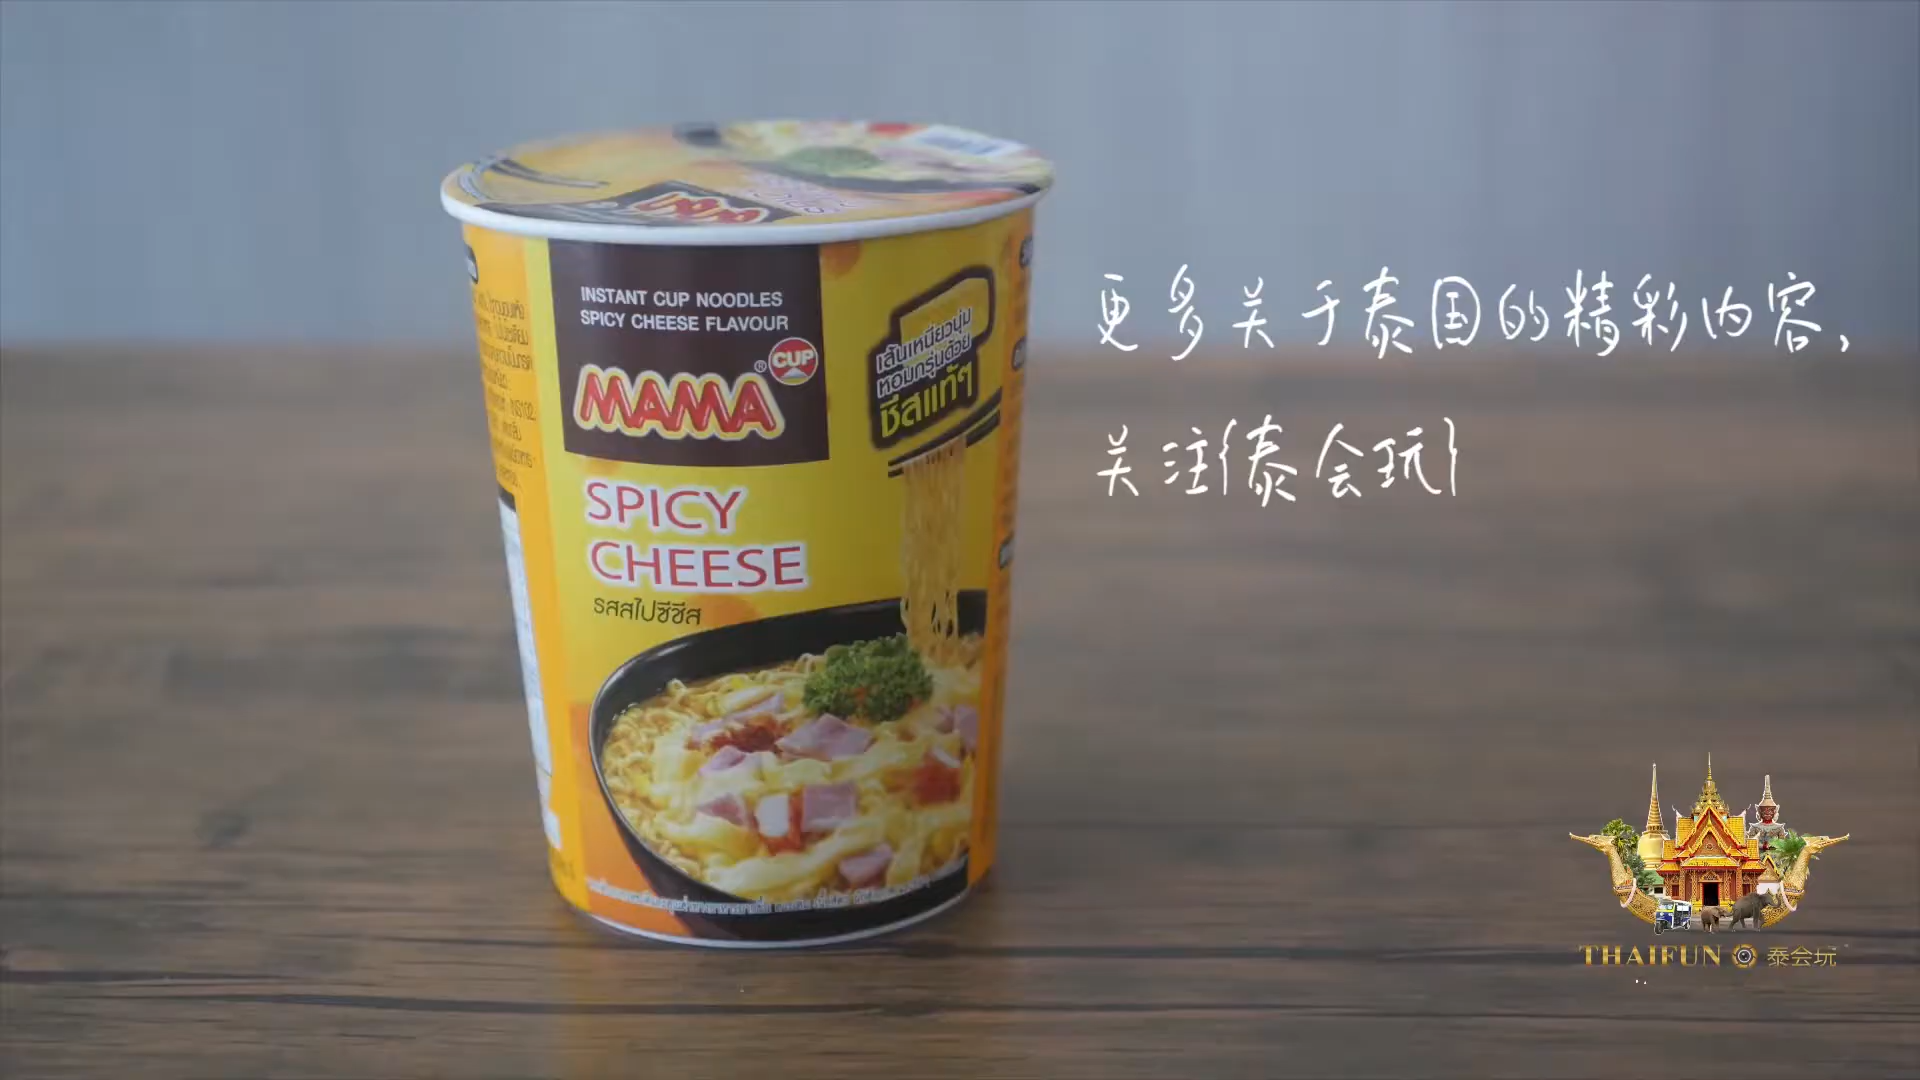 INSTANT CUP NOODLES
SPICY CHEESE FLAVOUR
MAMA® CUP
SPICY
CHEESE
รสสไปซีชีส
เส้นเหนียวนุ่ม
หอมกรุ่นด้วย
ชีสแท้ๆ
更多关于泰国的精彩内容,
关注{泰会玩}
THAIFUN 泰会玩